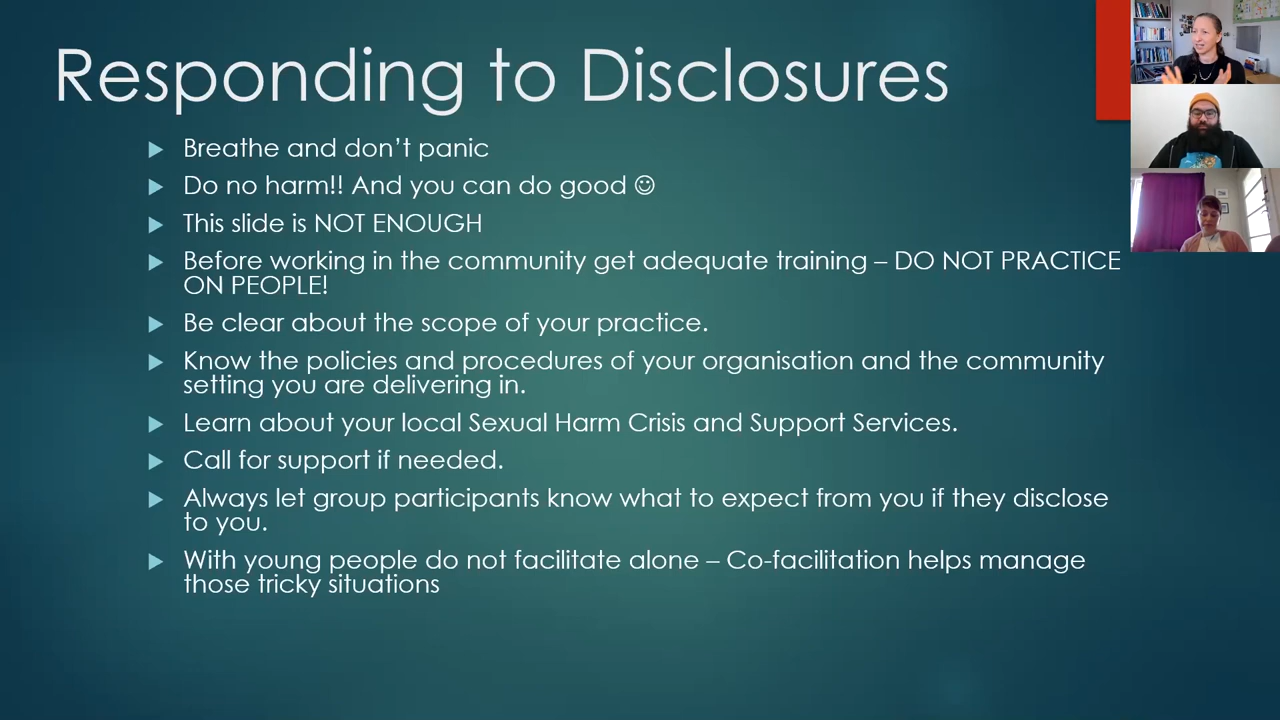 Responding to Disclosures
Breathe and don’t panic
Do no harm!! And you can do good ☺
This slide is NOT ENOUGH
Before working in the community get adequate training – DO NOT PRACTICE
ON PEOPLE!
Be clear about the scope of your practice.
Know the policies and procedures of your organisation and the community
setting you are delivering in.
Learn about your local Sexual Harm Crisis and Support Services.
Call for support if needed.
Always let group participants know what to expect from you if they disclose
to you.
With young people do not facilitate alone – Co-facilitation helps manage
those tricky situations